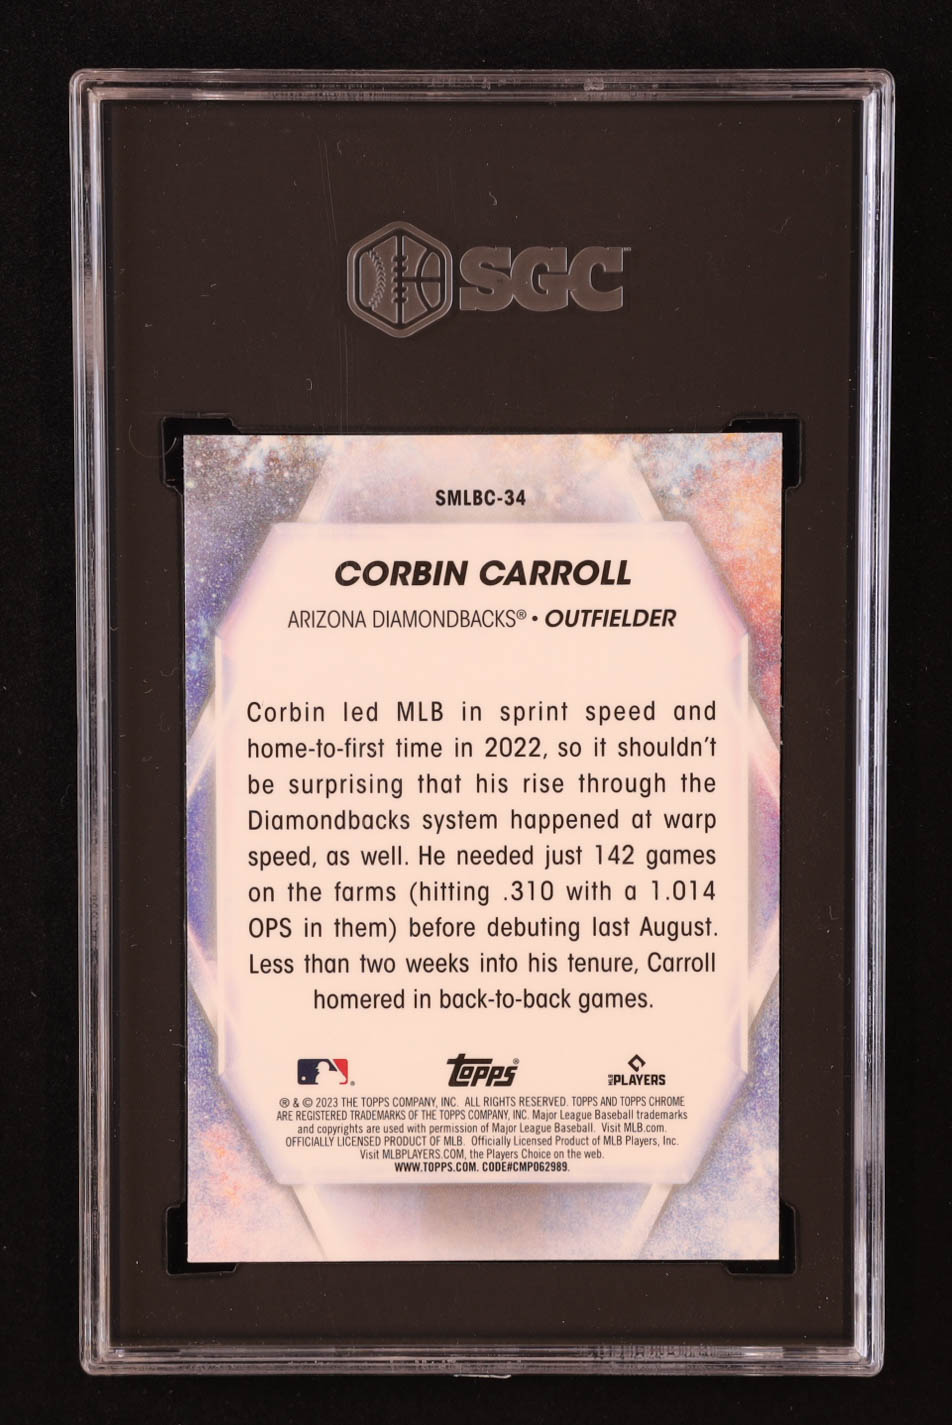 SGC
SMLBC-34
CORBIN CARROLL
ARIZONA DIAMONDBACKS® • OUTFIELDER
Corbin led MLB in sprint speed and
home-to-first time in 2022, so it shouldn't
be surprising that his rise through the
Diamondbacks system happened at warp
speed, as well. He needed just 142 games
on the farms (hitting .310 with a 1.014
OPS in them) before debuting last August.
Less than two weeks into his tenure, Carroll
homered in back-to-back games.
Topps®
MLB PLAYERS
® & © 2023 THE TOPPS COMPANY, INC. ALL RIGHTS RESERVED. TOPPS AND TOPPS CHROME
ARE REGISTERED TRADEMARKS OF THE TOPPS COMPANY, INC. Major League Baseball trademarks
and copyrights are used with permission of Major League Baseball. Visit MLB.com.
OFFICIALLY LICENSED PRODUCT OF MLB. Officially Licensed Product of MLB Players, Inc.
Visit MLBPLAYERS.COM, the Players Choice on the web.
WWW.TOPPS.COM. CODE#CMP062989.